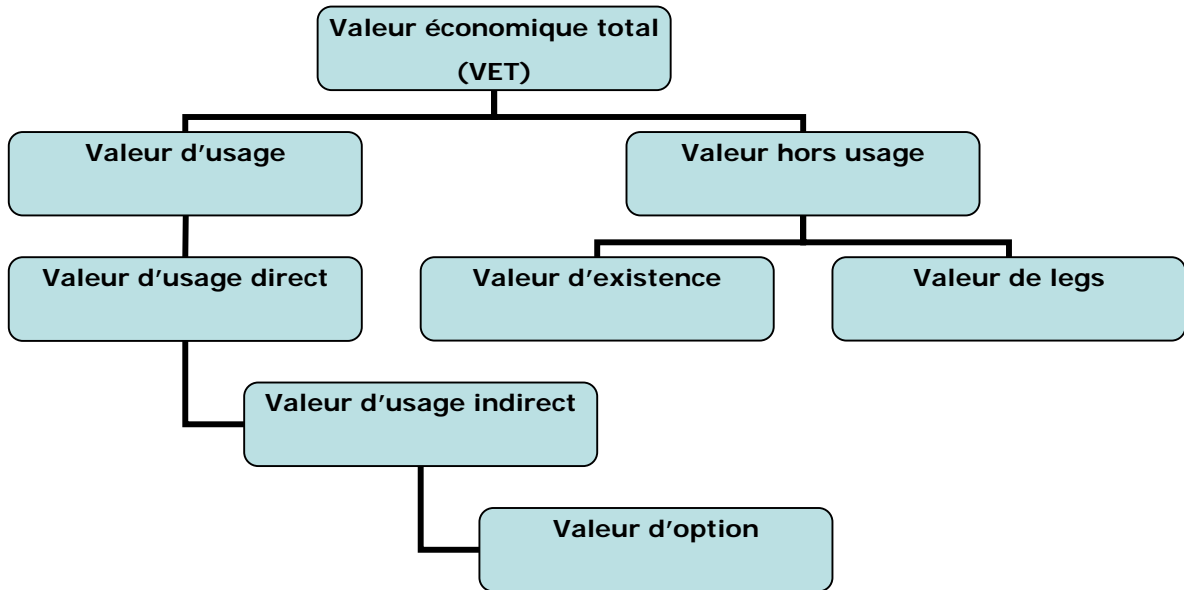 Valeur économique total
(VET)
Valeur d’usage
Valeur hors usage
Valeur d’usage direct
Valeur d’existence
Valeur de legs
Valeur d’usage indirect
Valeur d’option